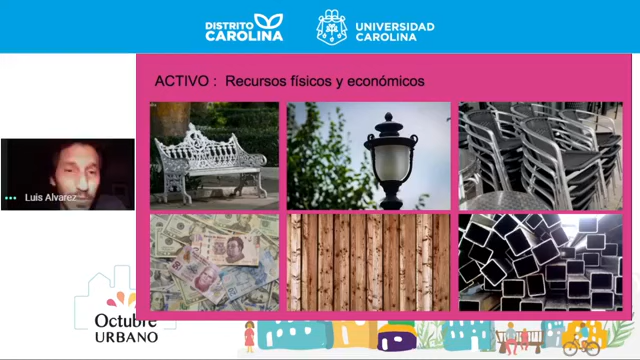 DISTRITO
CAROLINA
UNIVERSIDAD
CAROLINA
ACTIVO : Recursos físicos y económicos
Luis Alvarez
Octubre
URBANO